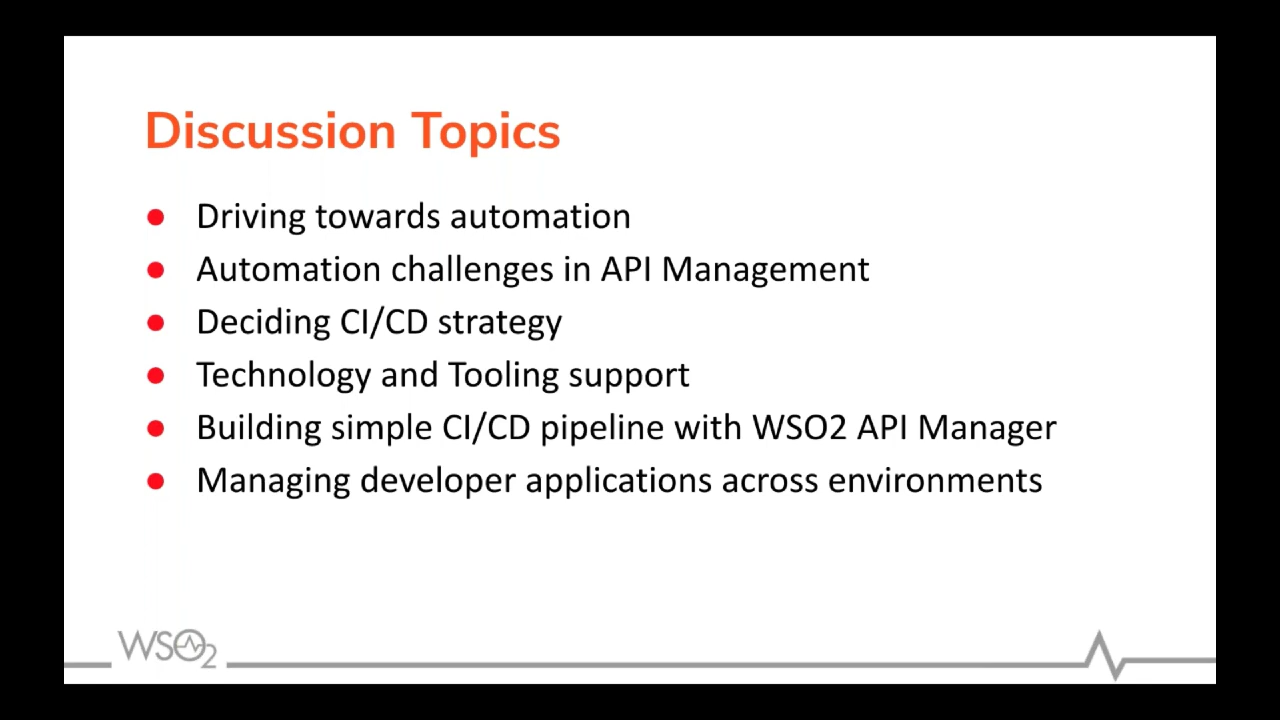 Discussion Topics
● Driving towards automation
● Automation challenges in API Management
● Deciding CI/CD strategy
● Technology and Tooling support
● Building simple CI/CD pipeline with WSO2 API Manager
● Managing developer applications across environments
WSO2